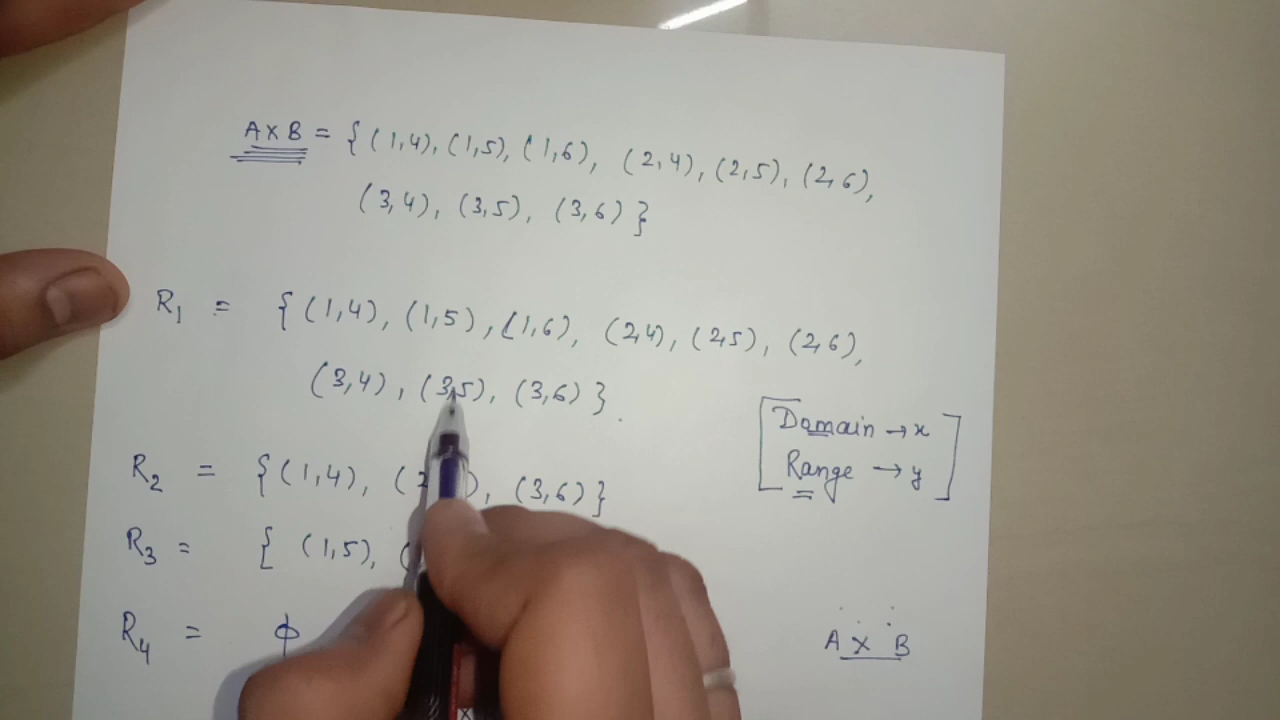 A X B = { (1,4), (1,5), (1,6), (2,4), (2,5), (2,6),
(3,4), (3,5), (3,6) }
R1 = { (1,4), (1,5), (1,6), (2,4), (2,5), (2,6),
(3,4), (3,5), (3,6) }.
Domain → x
Range → y
R2 = { (1,4), (2 ), (3,6) }
R3 = { (1,5), (
R4 = ϕ
A X B